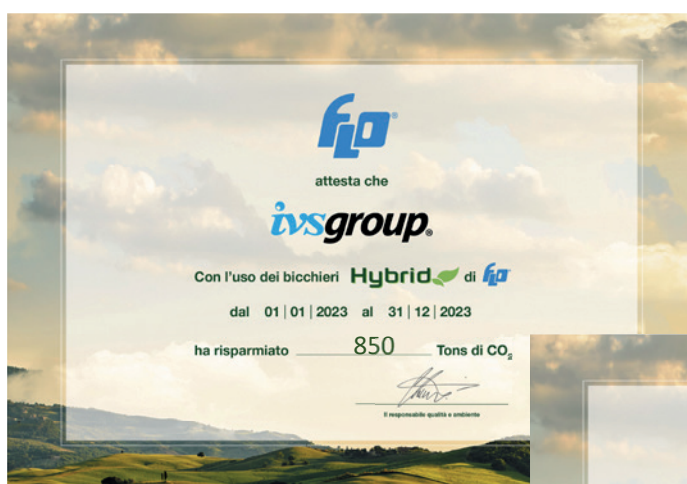 FLO®
attesta che
ivsgroup®
Con l'uso dei bicchieri Hybrid di FLO
dal 01 | 01 | 2023 al 31 | 12 | 2023
ha risparmiato 850 Tons di CO₂
Il responsabile qualità e ambiente